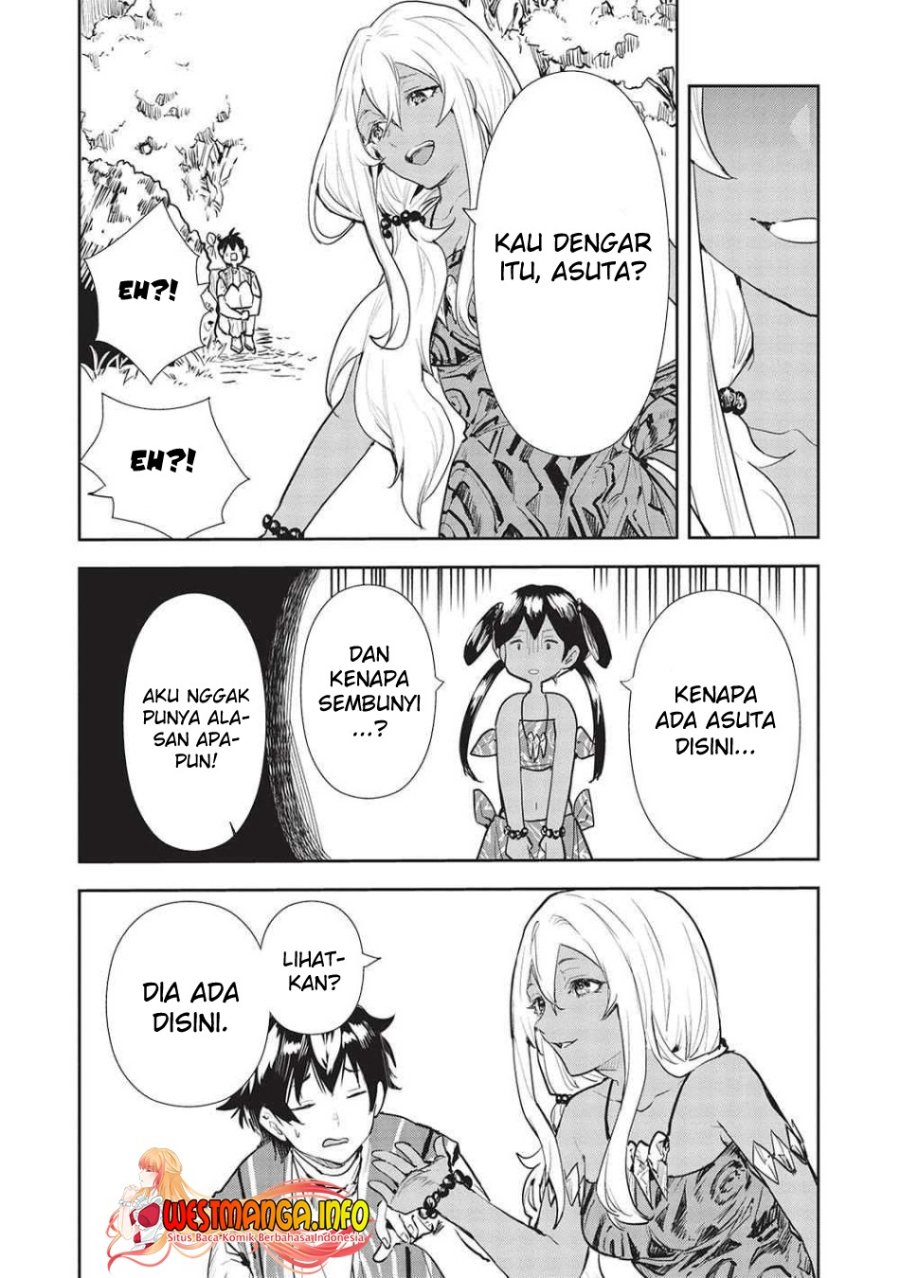 KAU DENGAR
ITU, ASUTA?
EH?!
EH?!
KENAPA
ADA ASUTA
DISINI...
DAN
KENAPA
SEMBUNYI
...?
AKU NGGAK
PUNYA ALA-
SAN APA-
PUN!
LIHAT-
KAN?
DIA ADA
DISINI.
WESTMANGA.INFO
Situs Baca Komik Berbahasa Indonesia